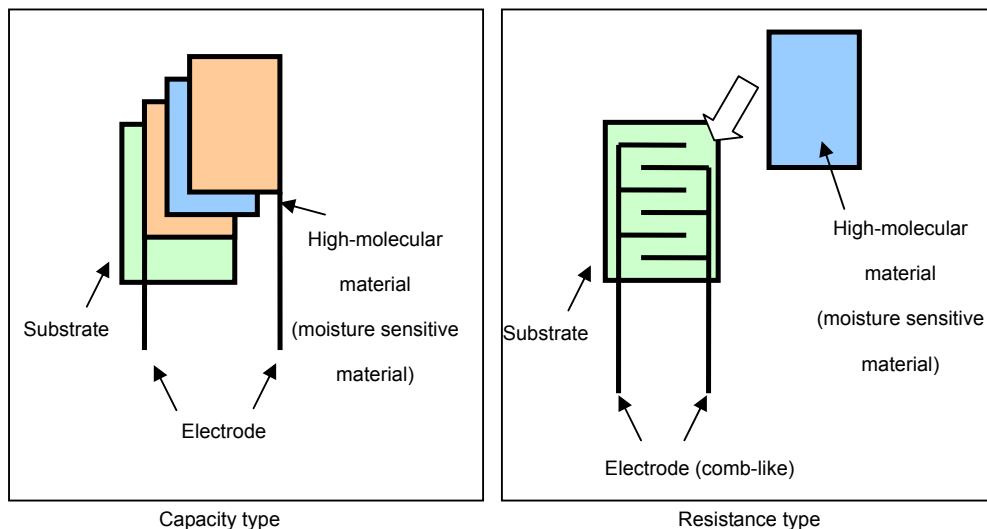 High-molecular
material
(moisture sensitive
material)
Substrate
Electrode
Capacity type
High-molecular
material
(moisture sensitive
material)
Substrate
Electrode (comb-like)
Resistance type